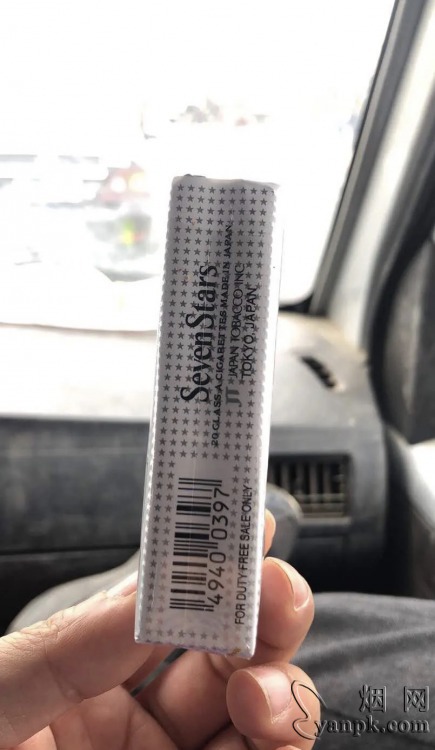 Seven Stars
20 CLASS A CIGARETTES MADE IN JAPAN
JT JAPAN TOBACCO INC.
TOKYO, JAPAN
4940 0397
FOR DUTY FREE SALE ONLY
烟网
yanpk.com